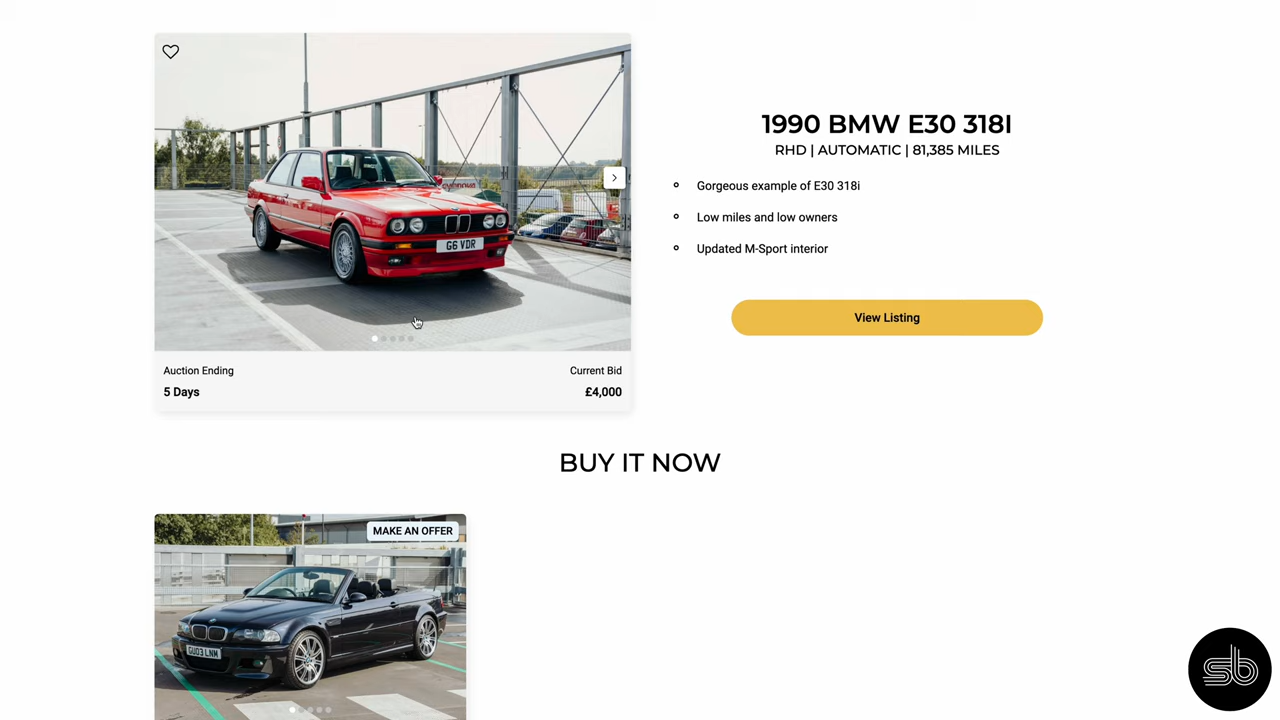 1990 BMW E30 318I
RHD | AUTOMATIC | 81,385 MILES
Gorgeous example of E30 318i
Low miles and low owners
Updated M-Sport interior
View Listing
G6 VDR
Auction Ending
Current Bid
5 Days
£4,000
BUY IT NOW
MAKE AN OFFER
GU03 LNM
sb